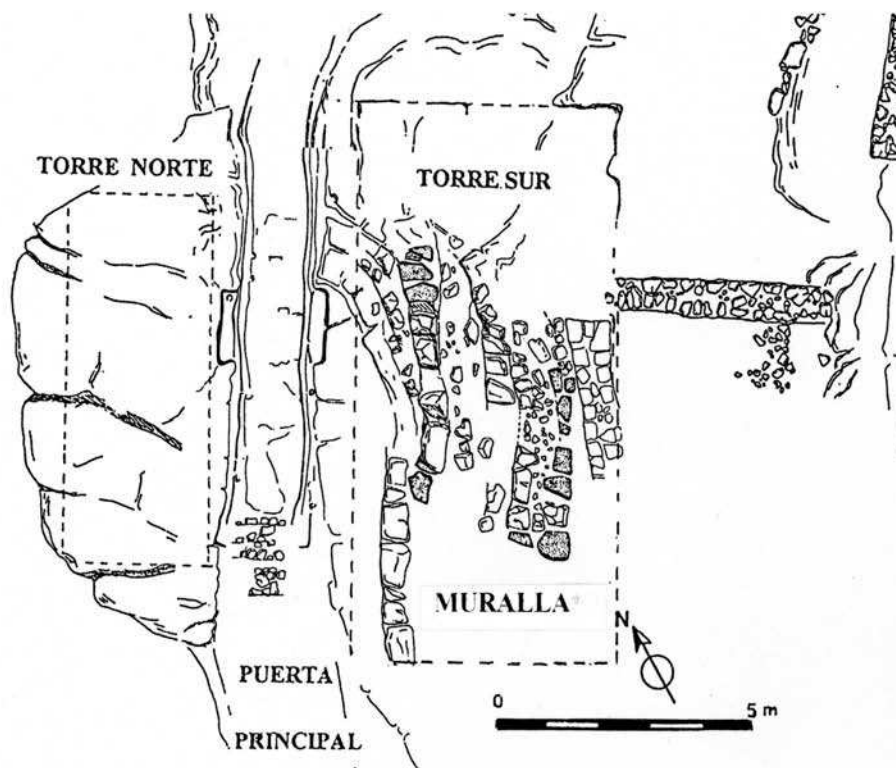 TORRE NORTE
TORRE SUR
MURALLA
N
PUERTA
PRINCIPAL
0
5 m